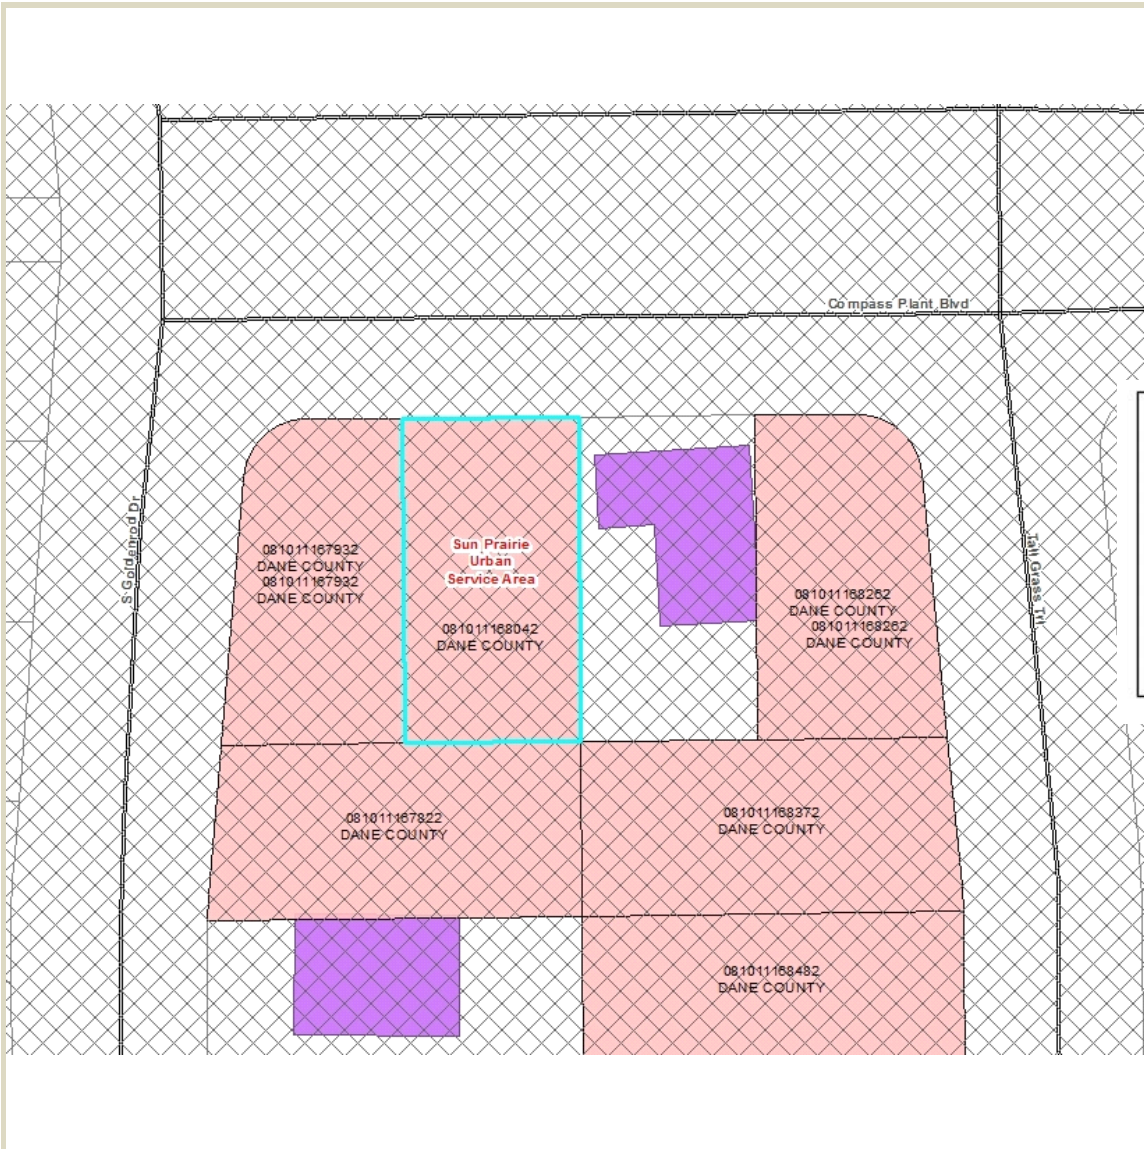 Compass Plant Blvd
S Goldenrod Dr
Tall Grass Trl
Sun Prairie
Urban
Service Area
081011167932
DANE COUNTY
081011167932
DANE COUNTY
081011168042
DANE COUNTY
081011168262
DANE COUNTY
081011168262
DANE COUNTY
081011167822
DANE COUNTY
081011168372
DANE COUNTY
081011168482
DANE COUNTY